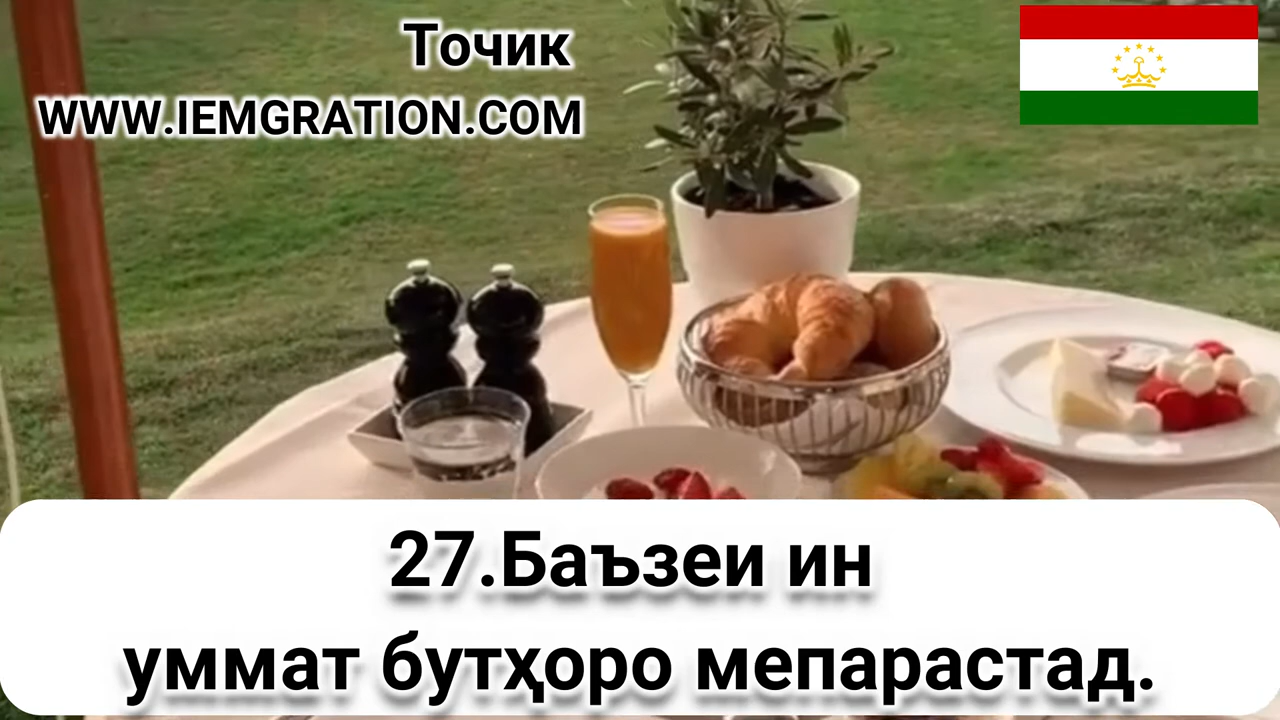 Точик
WWW.IEMGRATION.COM
27.Баъзеи ин
уммат бутҳоро мепарастад.